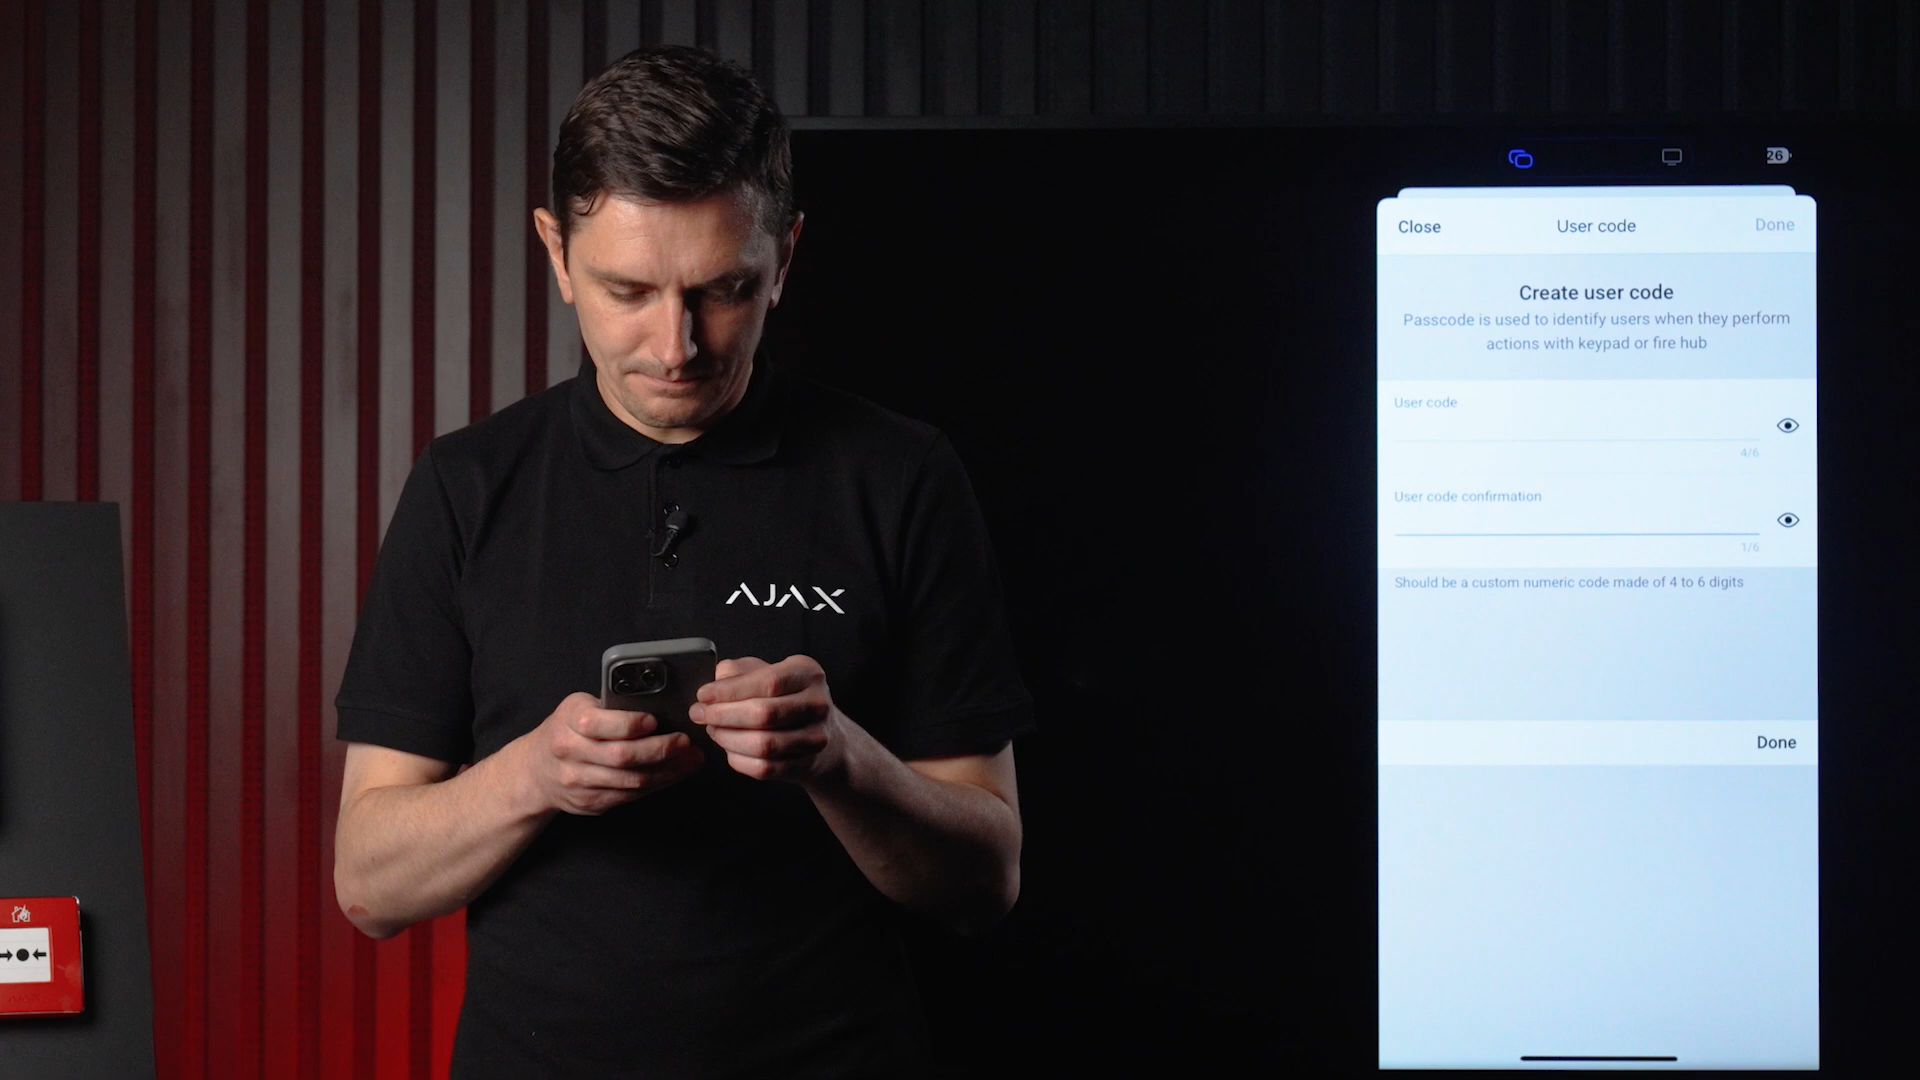 AJAX
26
Close
User code
Done
Create user code
Passcode is used to identify users when they perform
actions with keypad or fire hub
User code
4/6
User code confirmation
1/6
Should be a custom numeric code made of 4 to 6 digits
Done
AJAX